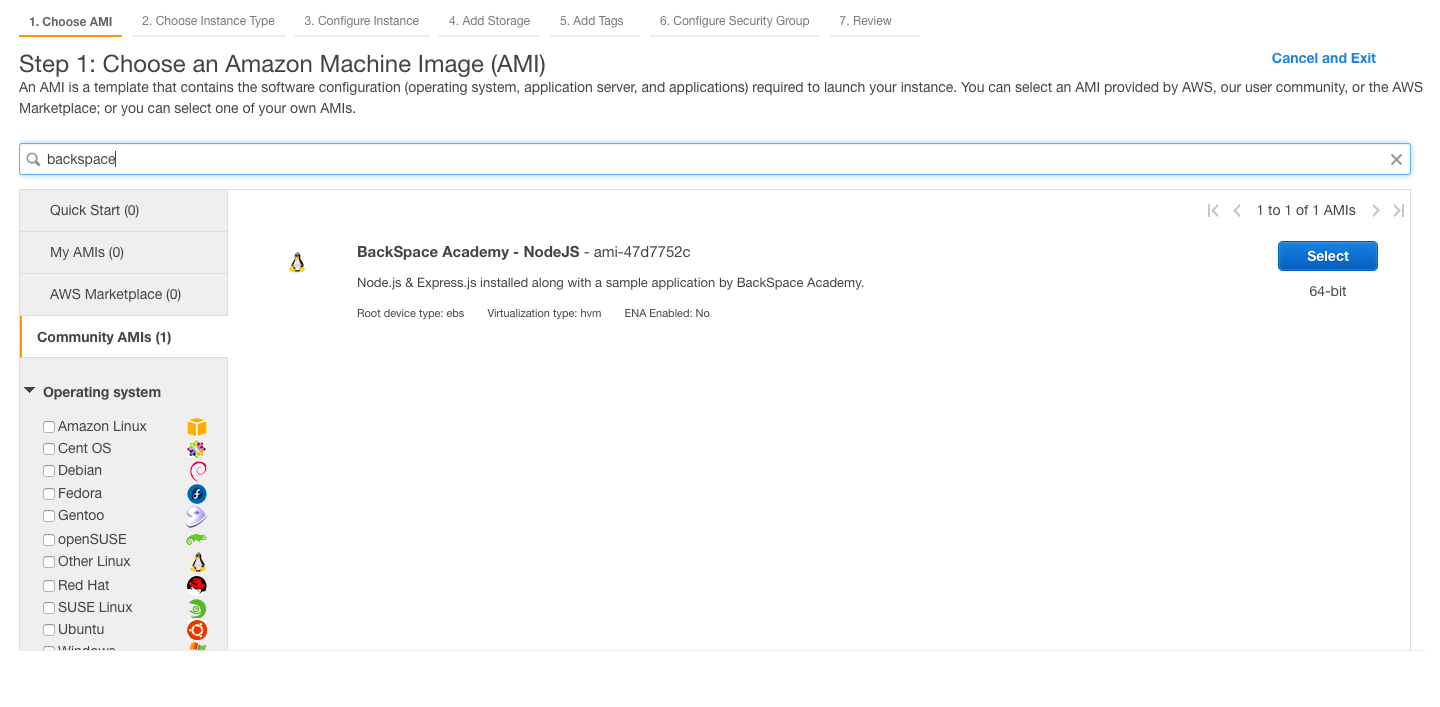 1. Choose AMI 2. Choose Instance Type 3. Configure Instance 4. Add Storage 5. Add Tags 6. Configure Security Group 7. Review
Step 1: Choose an Amazon Machine Image (AMI)
Cancel and Exit
An AMI is a template that contains the software configuration (operating system, application server, and applications) required to launch your instance. You can select an AMI provided by AWS, our user community, or the AWS
Marketplace; or you can select one of your own AMIs.
backspace
Quick Start (0)
My AMIs (0)
AWS Marketplace (0)
Community AMIs (1)
Operating system
Amazon Linux
Cent OS
Debian
Fedora
Gentoo
openSUSE
Other Linux
Red Hat
SUSE Linux
Ubuntu
Windows
1 to 1 of 1 AMIs
BackSpace Academy - NodeJS - ami-47d7752c
Node.js & Express.js installed along with a sample application by BackSpace Academy.
Root device type: ebs Virtualization type: hvm ENA Enabled: No
Select
64-bit